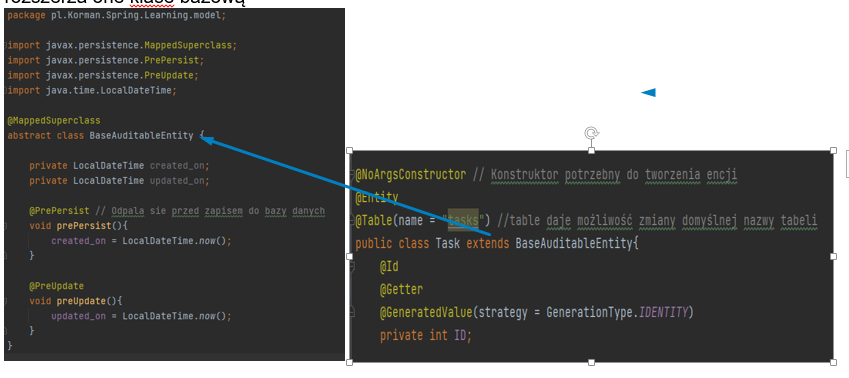 rozszerza one klasę bazową
package pl.Korman.Spring.Learning.model;
import javax.persistence.MappedSuperclass;
import javax.persistence.PrePersist;
import javax.persistence.PreUpdate;
import java.time.LocalDateTime;
@MappedSuperclass
abstract class BaseAuditableEntity {
private LocalDateTime created_on;
private LocalDateTime updated_on;
@PrePersist // Odpala sie przed zapisem do bazy danych
void prePersist(){
created_on = LocalDateTime.now();
}
@PreUpdate
void preUpdate(){
updated_on = LocalDateTime.now();
}
}
@NoArgsConstructor // Konstruktor potrzebny do tworzenia encji
@Entity
@Table(name = "tasks") //table daje możliwość zmiany domyślnej nazwy tabeli
public class Task extends BaseAuditableEntity{
@Id
@Getter
@GeneratedValue(strategy = GenerationType.IDENTITY)
private int ID;